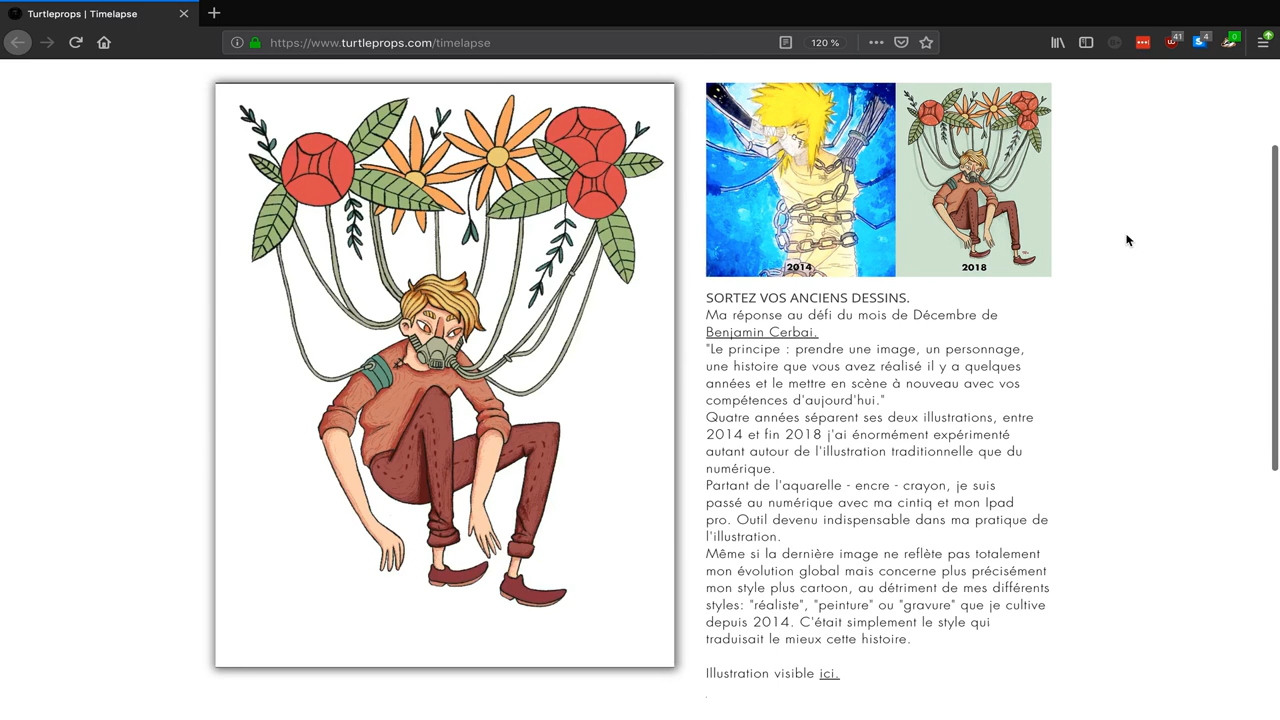 Turtleprops | Timelapse
https://www.turtleprops.com/timelapse
120 %
41
4
0
2014
2018
SORTEZ VOS ANCIENS DESSINS.
Ma réponse au défi du mois de Décembre de
Benjamin Cerbai.
"Le principe : prendre une image, un personnage,
une histoire que vous avez réalisé il y a quelques
années et le mettre en scène à nouveau avec vos
compétences d'aujourd'hui."
Quatre années séparent ses deux illustrations, entre
2014 et fin 2018 j'ai énormément expérimenté
autant autour de l'illustration traditionnelle que du
numérique.
Partant de l'aquarelle - encre - crayon, je suis
passé au numérique avec ma cintiq et mon Ipad
pro. Outil devenu indispensable dans ma pratique de
l'illustration.
Même si la dernière image ne reflète pas totalement
mon évolution global mais concerne plus précisément
mon style plus cartoon, au détriment de mes différents
styles: "réaliste", "peinture" ou "gravure" que je cultive
depuis 2014. C'était simplement le style qui
traduisait le mieux cette histoire.
Illustration visible ici.